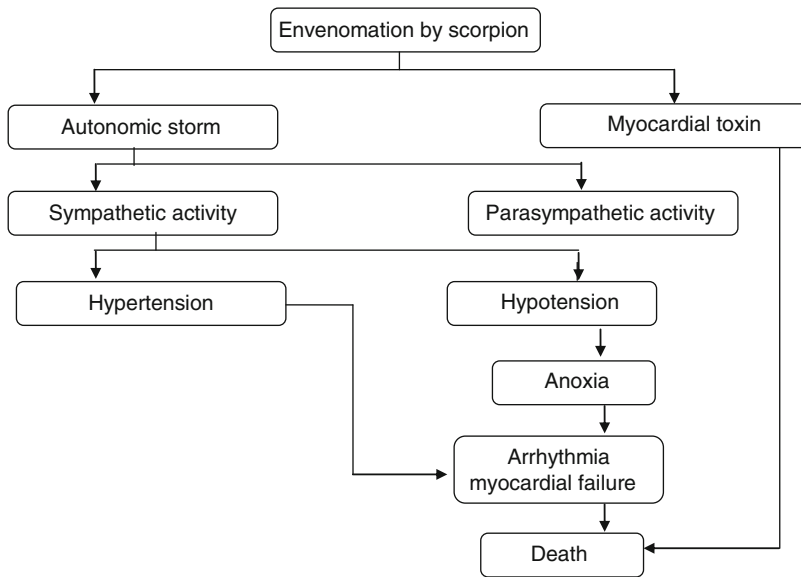 Envenomation by scorpion
Autonomic storm
Myocardial toxin
Sympathetic activity
Parasympathetic activity
Hypertension
Hypotension
Anoxia
Arrhythmia
myocardial failure
Death